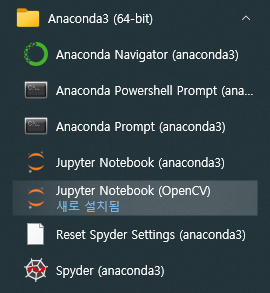 Anaconda3 (64-bit)
Anaconda Navigator (anaconda3)
Anaconda Powershell Prompt (ana...
Anaconda Prompt (anaconda3)
Jupyter Notebook (anaconda3)
Jupyter Notebook (OpenCV)
새로 설치됨
Reset Spyder Settings (anaconda3)
Spyder (anaconda3)